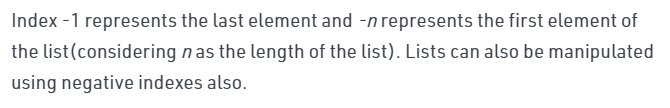 Index -1 represents the last element and -n represents the first element of
the list(considering n as the length of the list). Lists can also be manipulated
using negative indexes also.